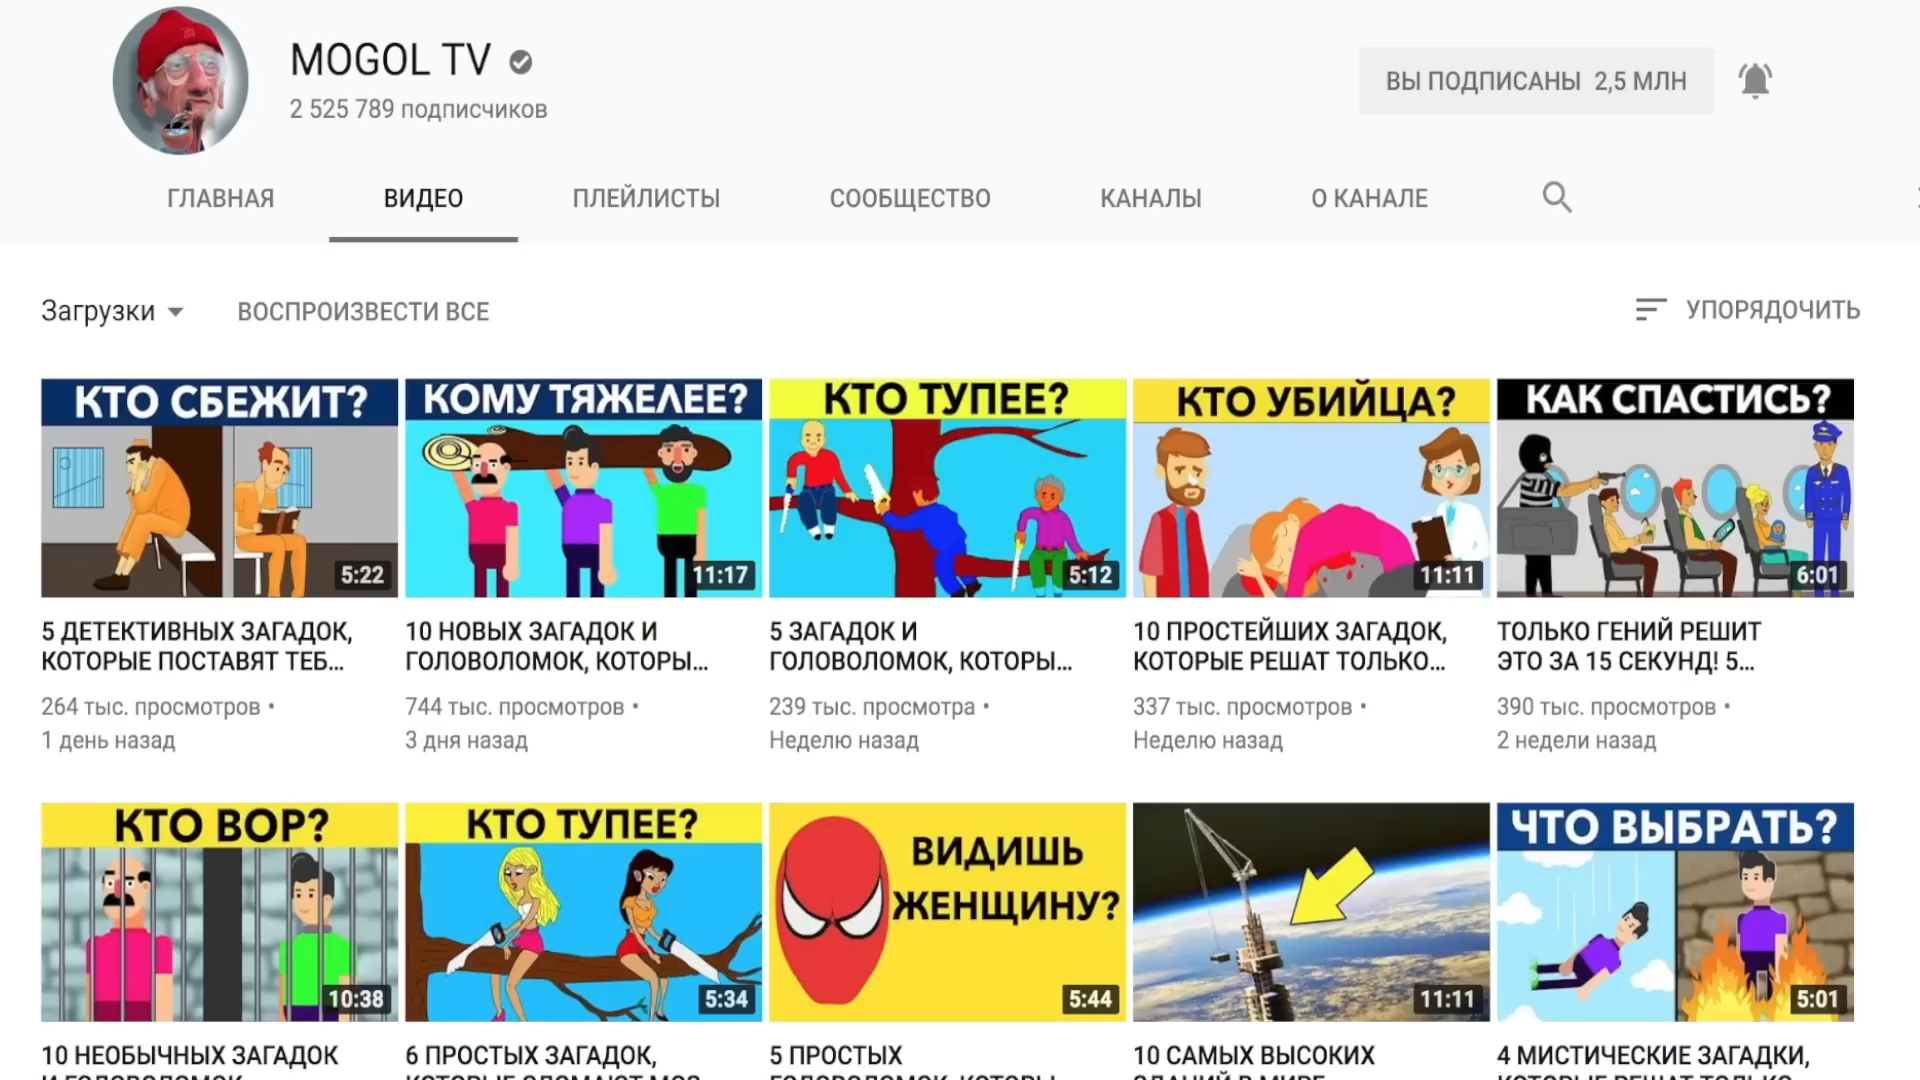 MOGOL TV
2 525 789 подписчиков
ВЫ ПОДПИСАНЫ 2,5 МЛН
ГЛАВНАЯ
ВИДЕО
ПЛЕЙЛИСТЫ
СООБЩЕСТВО
КАНАЛЫ
О КАНАЛЕ
Загрузки
ВОСПРОИЗВЕСТИ ВСЕ
УПОРЯДОЧИТЬ
КТО СБЕЖИТ?
5:22
5 ДЕТЕКТИВНЫХ ЗАГАДОК,
КОТОРЫЕ ПОСТАВЯТ ТЕБ...
264 тыс. просмотров •
1 день назад
КОМУ ТЯЖЕЛЕЕ?
11:17
10 НОВЫХ ЗАГАДОК И
ГОЛОВОЛОМОК, КОТОРЫ...
744 тыс. просмотров •
3 дня назад
КТО ТУПЕЕ?
5:12
5 ЗАГАДОК И
ГОЛОВОЛОМОК, КОТОРЫ...
239 тыс. просмотра •
Неделю назад
КТО УБИЙЦА?
11:11
10 ПРОСТЕЙШИХ ЗАГАДОК,
КОТОРЫЕ РЕШАТ ТОЛЬКО...
337 тыс. просмотров •
Неделю назад
КАК СПАСТИСЬ?
6:01
ТОЛЬКО ГЕНИЙ РЕШИТ
ЭТО ЗА 15 СЕКУНД! 5...
390 тыс. просмотров •
2 недели назад
КТО ВОР?
10:38
10 НЕОБЫЧНЫХ ЗАГАДОК
КТО ТУПЕЕ?
5:34
6 ПРОСТЫХ ЗАГАДОК,
ВИДИШЬ
ЖЕНЩИНУ?
5:44
5 ПРОСТЫХ
11:11
10 САМЫХ ВЫСОКИХ
ЧТО ВЫБРАТЬ?
5:01
4 МИСТИЧЕСКИЕ ЗАГАДКИ,